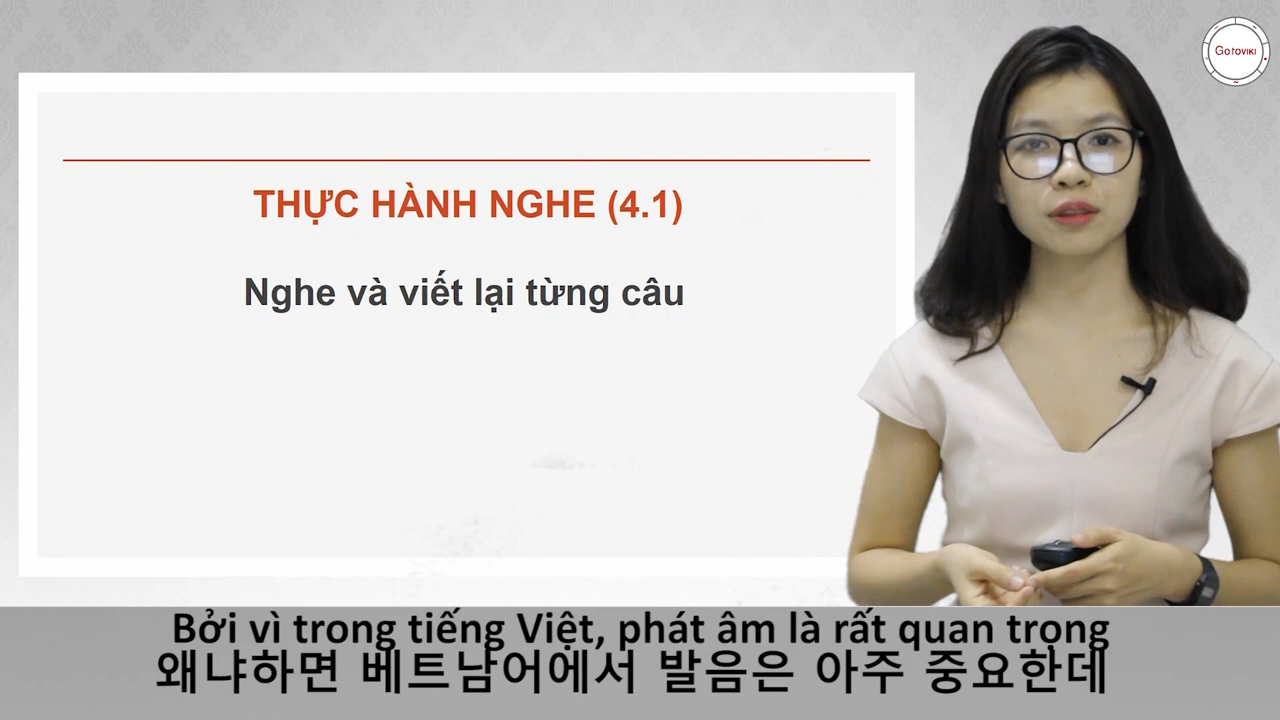 GOTOVIKI
THỰC HÀNH NGHE (4.1)
Nghe và viết lại từng câu
Bởi vì trong tiếng Việt, phát âm là rất quan trọng
왜냐하면 베트남어에서 발음은 아주 중요한데